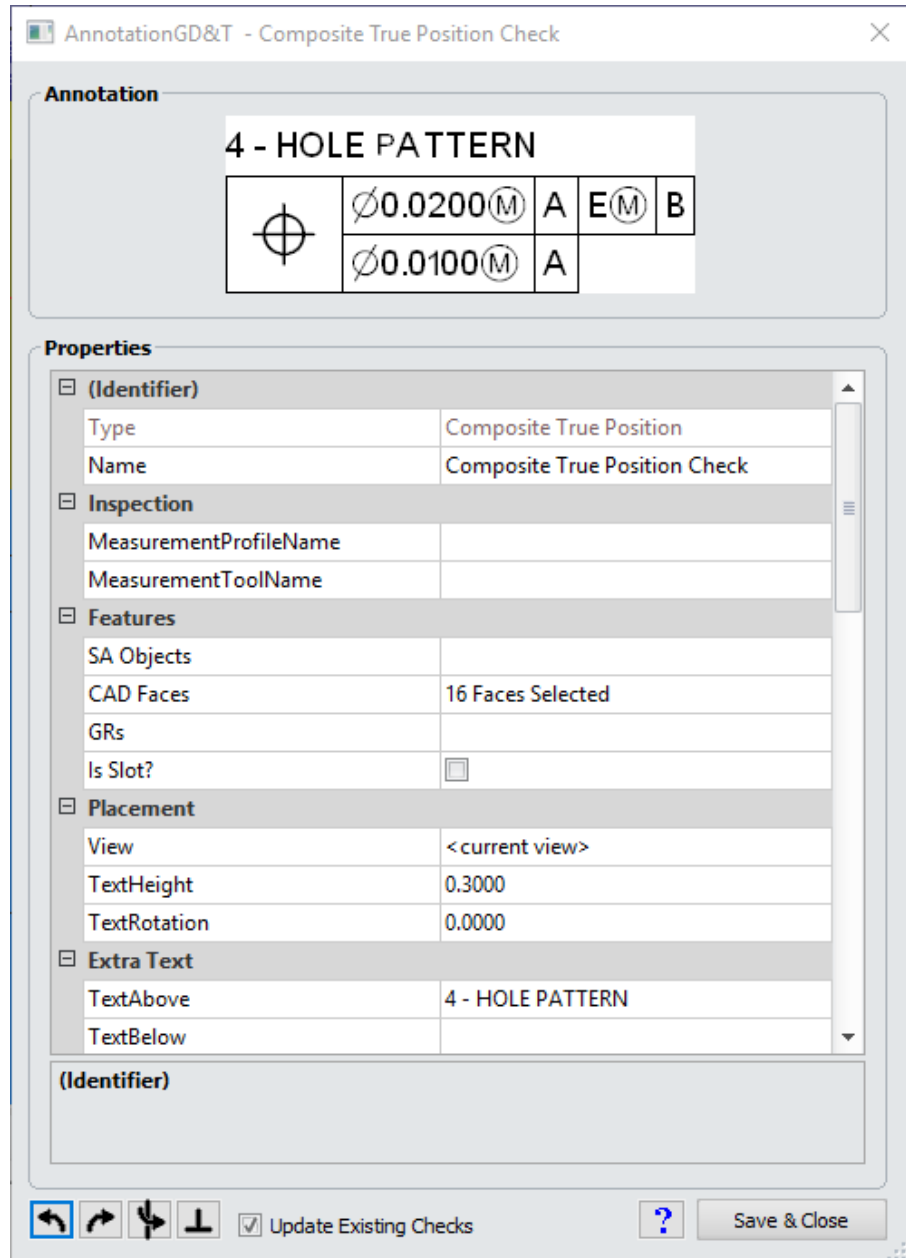 AnnotationGD&T - Composite True Position Check
Annotation
4 - HOLE PATTERN
∅0.0200Ⓜ A EⓂ B
∅0.0100Ⓜ A
Properties
(Identifier)
Type Composite True Position
Name Composite True Position Check
Inspection
MeasurementProfileName
MeasurementToolName
Features
SA Objects
CAD Faces 16 Faces Selected
GRs
Is Slot?
Placement
View <current view>
TextHeight 0.3000
TextRotation 0.0000
Extra Text
TextAbove 4 - HOLE PATTERN
TextBelow
(Identifier)
Update Existing Checks ? Save & Close